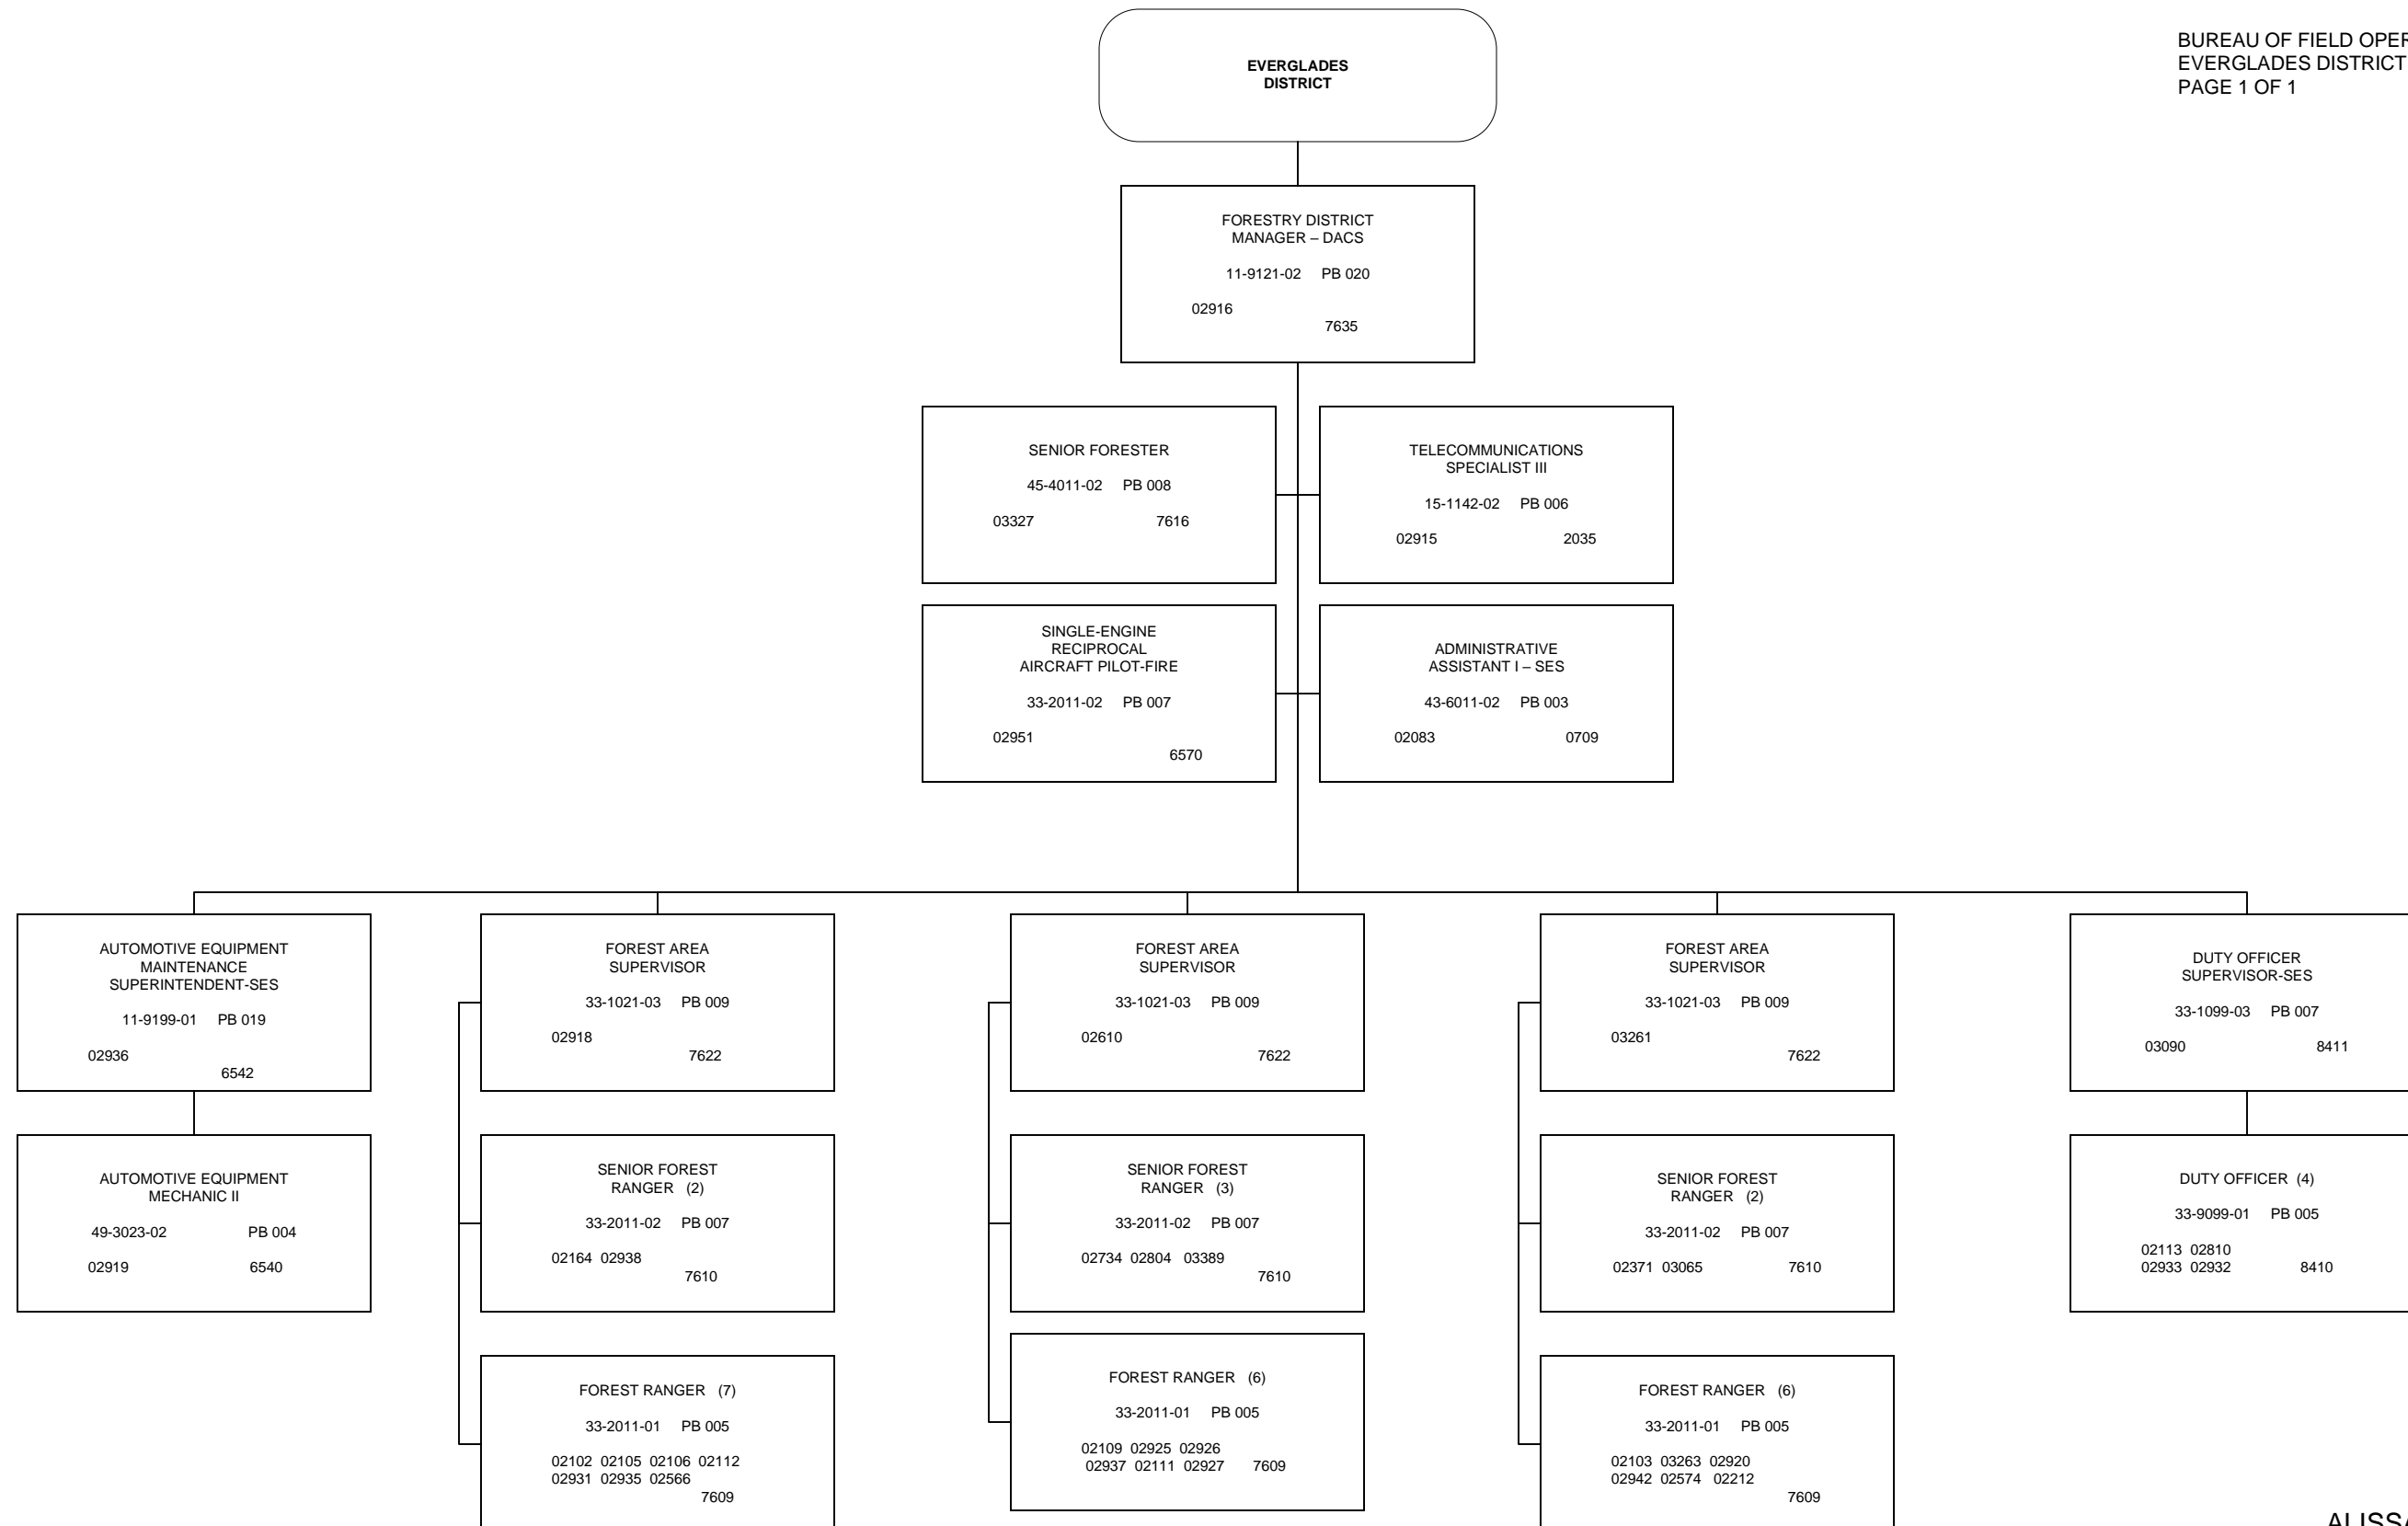 BUREAU OF FIELD OPER
EVERGLADES DISTRICT
PAGE 1 OF 1
EVERGLADES
DISTRICT
FORESTRY DISTRICT
MANAGER – DACS
11-9121-02 PB 020
02916
7635
SENIOR FORESTER
45-4011-02 PB 008
03327 7616
TELECOMMUNICATIONS
SPECIALIST III
15-1142-02 PB 006
02915 2035
SINGLE-ENGINE
RECIPROCAL
AIRCRAFT PILOT-FIRE
33-2011-02 PB 007
02951
6570
ADMINISTRATIVE
ASSISTANT I – SES
43-6011-02 PB 003
02083 0709
AUTOMOTIVE EQUIPMENT
MAINTENANCE
SUPERINTENDENT-SES
11-9199-01 PB 019
02936
6542
FOREST AREA
SUPERVISOR
33-1021-03 PB 009
02918
7622
FOREST AREA
SUPERVISOR
33-1021-03 PB 009
02610
7622
FOREST AREA
SUPERVISOR
33-1021-03 PB 009
03261
7622
DUTY OFFICER
SUPERVISOR-SES
33-1099-03 PB 007
03090 8411
AUTOMOTIVE EQUIPMENT
MECHANIC II
49-3023-02 PB 004
02919 6540
SENIOR FOREST
RANGER (2)
33-2011-02 PB 007
02164 02938
7610
SENIOR FOREST
RANGER (3)
33-2011-02 PB 007
02734 02804 03389
7610
SENIOR FOREST
RANGER (2)
33-2011-02 PB 007
02371 03065 7610
DUTY OFFICER (4)
33-9099-01 PB 005
02113 02810
02933 02932 8410
FOREST RANGER (7)
33-2011-01 PB 005
02102 02105 02106 02112
02931 02935 02566
7609
FOREST RANGER (6)
33-2011-01 PB 005
02109 02925 02926
02937 02111 02927 7609
FOREST RANGER (6)
33-2011-01 PB 005
02103 03263 02920
02942 02574 02212
7609